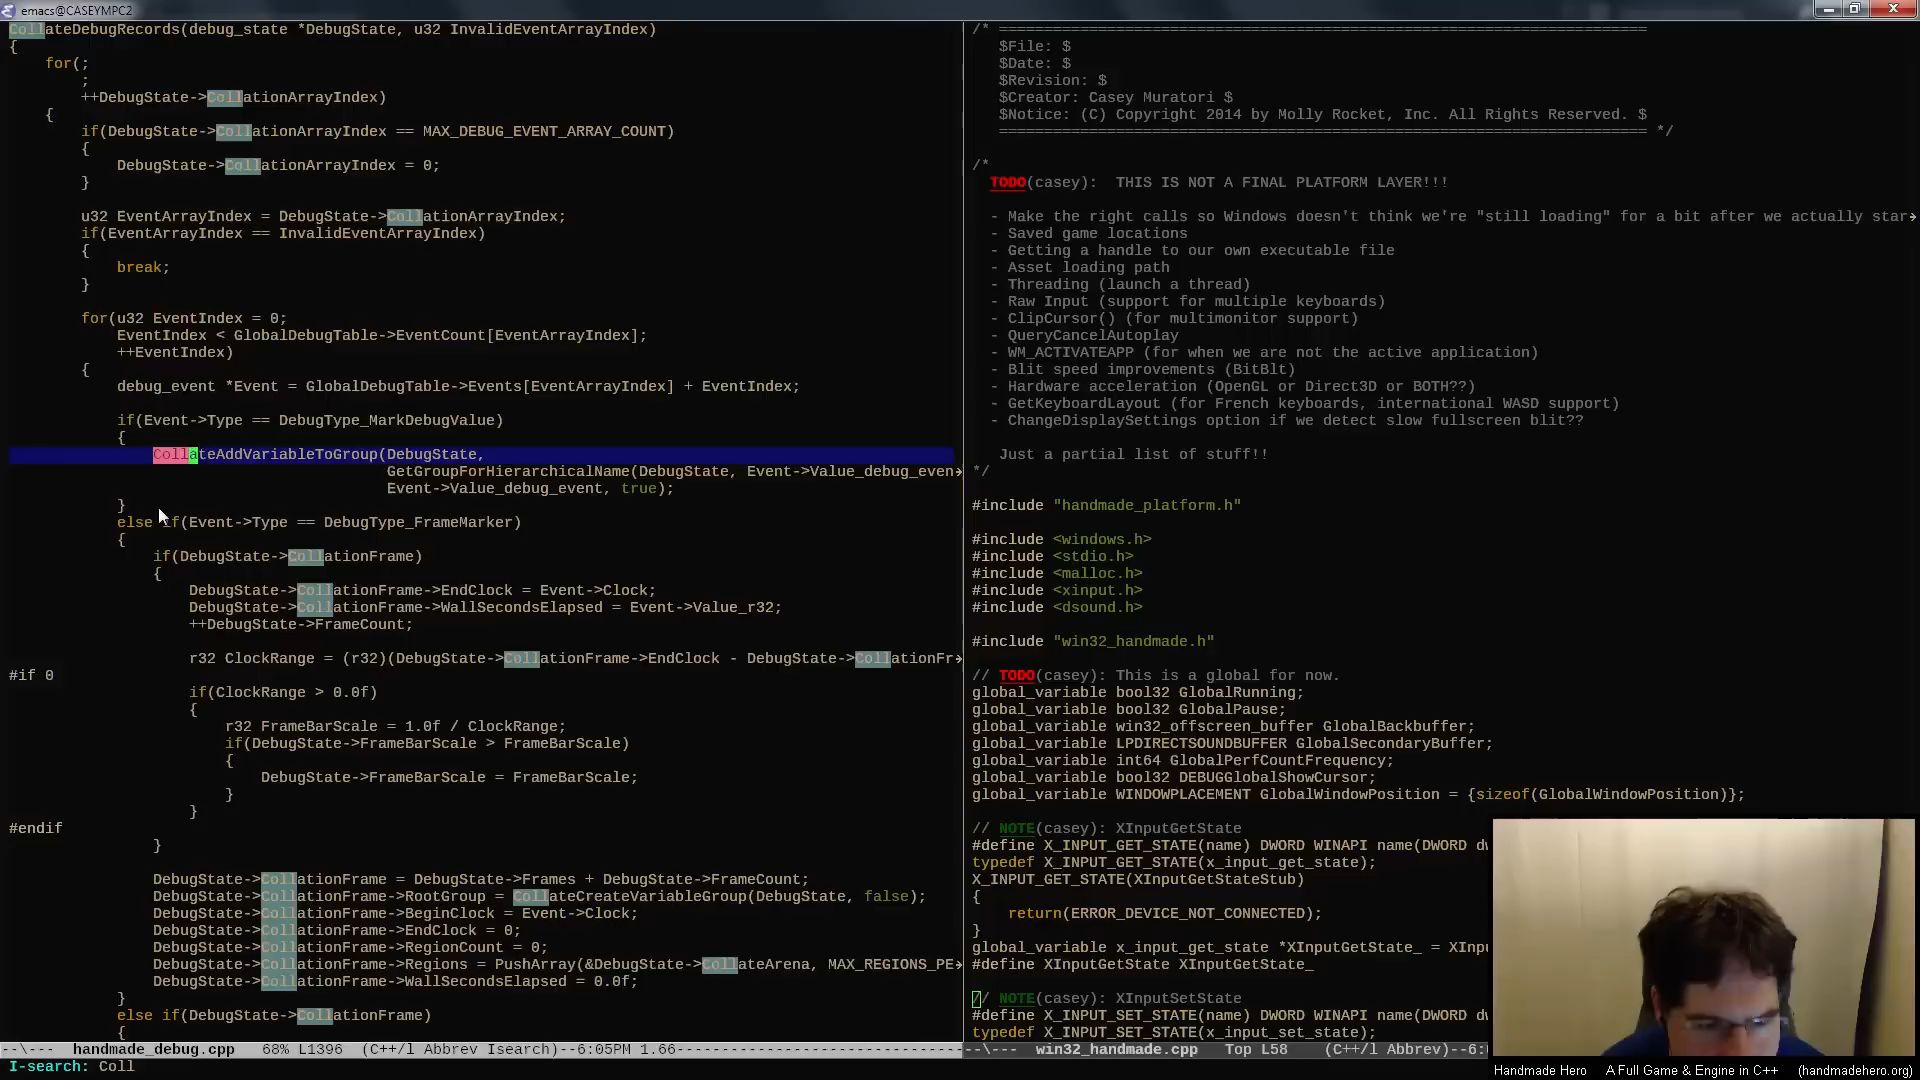 emacs@CASEYMPC2
CollateDebugRecords(debug_state *DebugState, u32 InvalidEventArrayIndex)
{
for(;
;
++DebugState->CollationArrayIndex)
{
if(DebugState->CollationArrayIndex == MAX_DEBUG_EVENT_ARRAY_COUNT)
{
DebugState->CollationArrayIndex = 0;
}
u32 EventArrayIndex = DebugState->CollationArrayIndex;
if(EventArrayIndex == InvalidEventArrayIndex)
{
break;
}
for(u32 EventIndex = 0;
EventIndex < GlobalDebugTable->EventCount[EventArrayIndex];
++EventIndex)
{
debug_event *Event = GlobalDebugTable->Events[EventArrayIndex] + EventIndex;
if(Event->Type == DebugType_MarkDebugValue)
{
CollateAddVariableToGroup(DebugState,
GetGroupForHierarchicalName(DebugState, Event->Value_debug_even
Event->Value_debug_event, true);
}
else if(Event->Type == DebugType_FrameMarker)
{
if(DebugState->CollationFrame)
{
DebugState->CollationFrame->EndClock = Event->Clock;
DebugState->CollationFrame->WallSecondsElapsed = Event->Value_r32;
++DebugState->FrameCount;
r32 ClockRange = (r32)(DebugState->CollationFrame->EndClock - DebugState->CollationFr
#if 0
if(ClockRange > 0.0f)
{
r32 FrameBarScale = 1.0f / ClockRange;
if(DebugState->FrameBarScale > FrameBarScale)
{
DebugState->FrameBarScale = FrameBarScale;
}
}
#endif
}
DebugState->CollationFrame = DebugState->Frames + DebugState->FrameCount;
DebugState->CollationFrame->RootGroup = CollateCreateVariableGroup(DebugState, false);
DebugState->CollationFrame->BeginClock = Event->Clock;
DebugState->CollationFrame->EndClock = 0;
DebugState->CollationFrame->RegionCount = 0;
DebugState->CollationFrame->Regions = PushArray(&DebugState->CollateArena, MAX_REGIONS_PE
DebugState->CollationFrame->WallSecondsElapsed = 0.0f;
}
else if(DebugState->CollationFrame)
{
--\--- handmade_debug.cpp 68% L1396 (C++/l Abbrev Isearch)--6:05PM 1.66
I-search: Coll
/* ========================================================================
$File: $
$Date: $
$Revision: $
$Creator: Casey Muratori $
$Notice: (C) Copyright 2014 by Molly Rocket, Inc. All Rights Reserved. $
======================================================================== */
/*
TODO(casey): THIS IS NOT A FINAL PLATFORM LAYER!!!
- Make the right calls so Windows doesn't think we're "still loading" for a bit after we actually star
- Saved game locations
- Getting a handle to our own executable file
- Asset loading path
- Threading (launch a thread)
- Raw Input (support for multiple keyboards)
- ClipCursor() (for multimonitor support)
- QueryCancelAutoplay
- WM_ACTIVATEAPP (for when we are not the active application)
- Blit speed improvements (BitBlt)
- Hardware acceleration (OpenGL or Direct3D or BOTH??)
- GetKeyboardLayout (for French keyboards, international WASD support)
- ChangeDisplaySettings option if we detect slow fullscreen blit??
Just a partial list of stuff!!
*/
#include "handmade_platform.h"
#include <windows.h>
#include <stdio.h>
#include <malloc.h>
#include <xinput.h>
#include <dsound.h>
#include "win32_handmade.h"
// TODO(casey): This is a global for now.
global_variable bool32 GlobalRunning;
global_variable bool32 GlobalPause;
global_variable win32_offscreen_buffer GlobalBackbuffer;
global_variable LPDIRECTSOUNDBUFFER GlobalSecondaryBuffer;
global_variable int64 GlobalPerfCountFrequency;
global_variable bool32 DEBUGGlobalShowCursor;
global_variable WINDOWPLACEMENT GlobalWindowPosition = {sizeof(GlobalWindowPosition)};
// NOTE(casey): XInputGetState
#define X_INPUT_GET_STATE(name) DWORD WINAPI name(DWORD dw
typedef X_INPUT_GET_STATE(x_input_get_state);
X_INPUT_GET_STATE(XInputGetStateStub)
{
return(ERROR_DEVICE_NOT_CONNECTED);
}
global_variable x_input_get_state *XInputGetState_ = XInpu
#define XInputGetState XInputGetState_
// NOTE(casey): XInputSetState
#define X_INPUT_SET_STATE(name) DWORD WINAPI name(DWORD dw
typedef X_INPUT_SET_STATE(x_input_set_state);
--\--- win32_handmade.cpp Top L58 (C++/l Abbrev)--6:
Handmade Hero A Full Game & Engine in C++ (handmadehero.org)